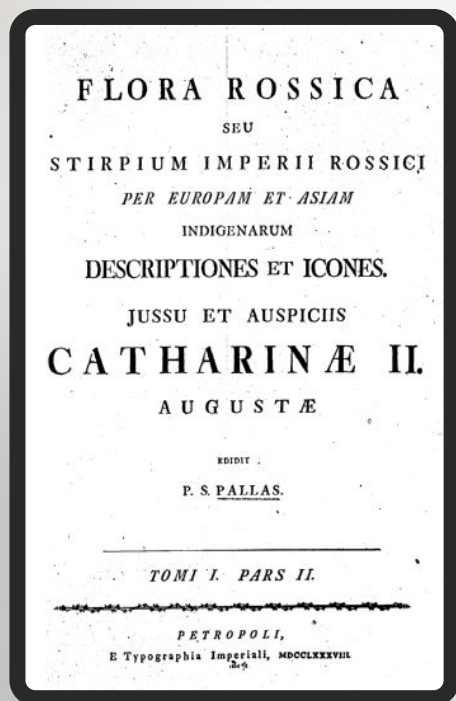 FLORA ROSSICA
SEU
STIRPIUM IMPERII ROSSICI
PER EUROPAM ET ASIAM
INDIGENARUM
DESCRIPTIONES ET ICONES.
JUSSU ET AUSPICIIS
CATHARINÆ II.
AUGUSTÆ
EDIDIT
P. S. PALLAS.
TOMI I. PARS II.
PETROPOLI,
E Typographia Imperiali, MDCCLXXXVIII.